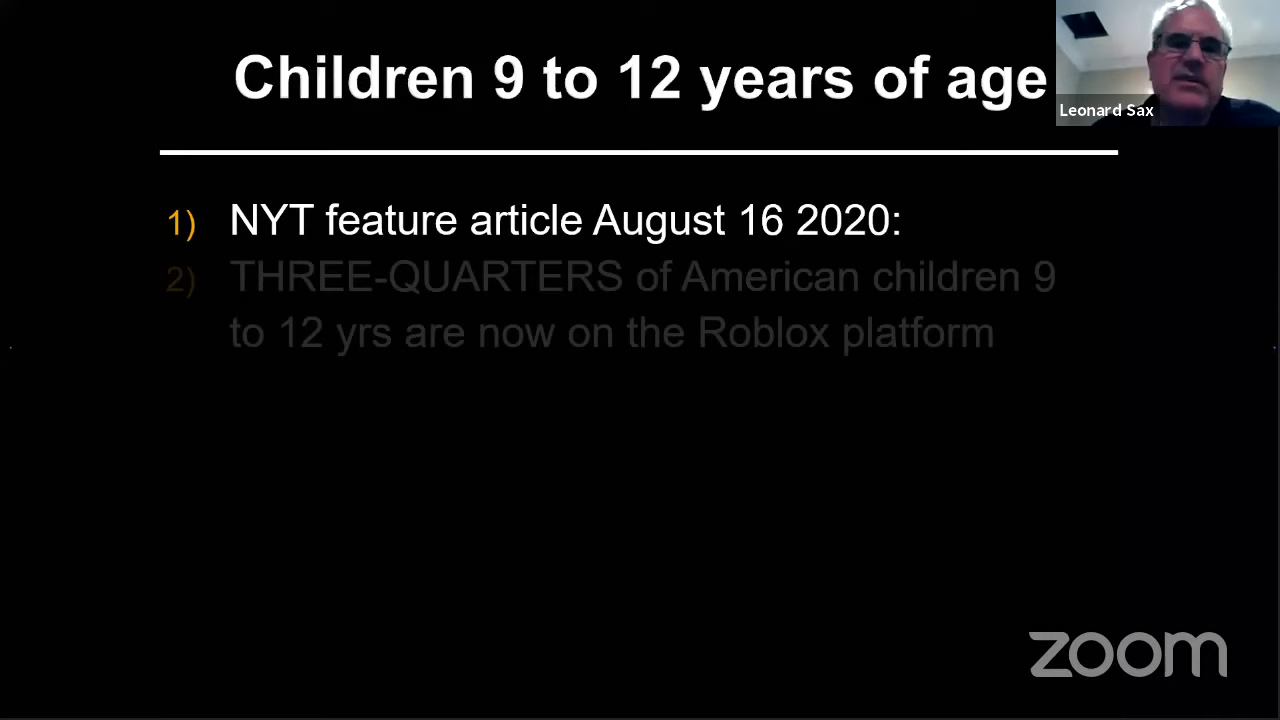 Children 9 to 12 years of age
Leonard Sax
1) NYT feature article August 16 2020:
2) THREE-QUARTERS of American children 9
to 12 yrs are now on the Roblox platform
zoom